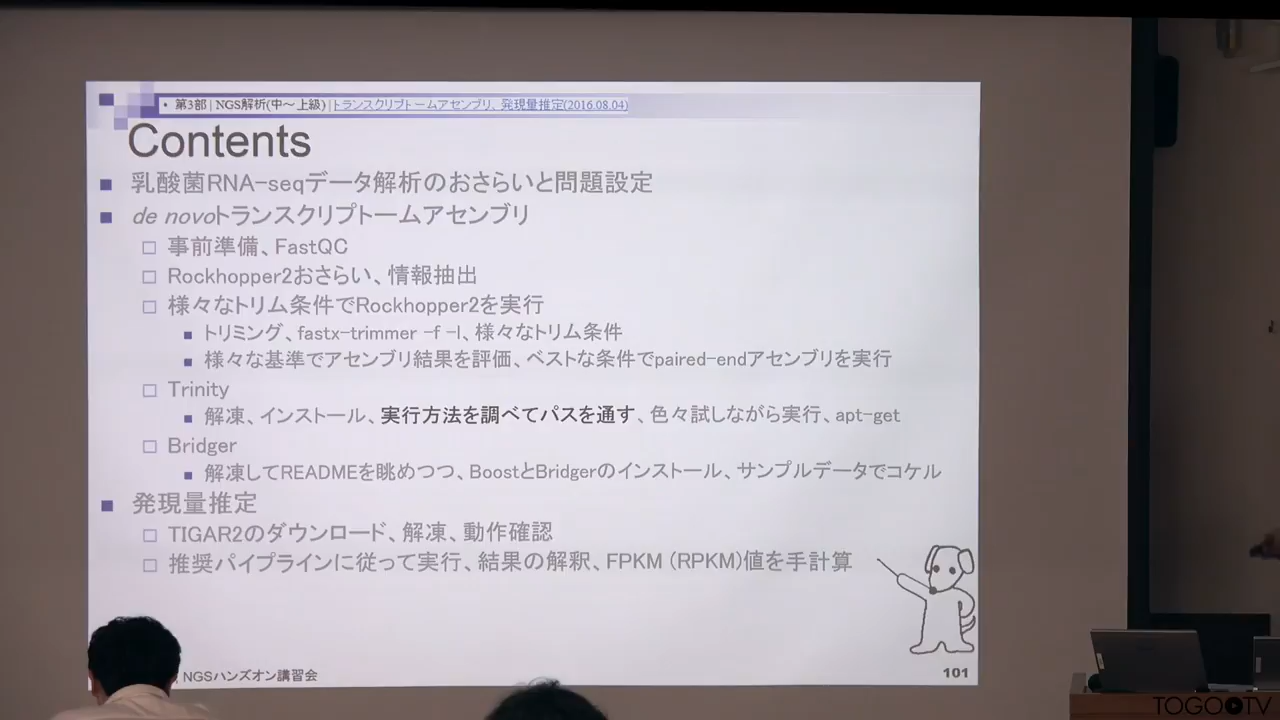 • 第3部 | NGS解析(中～上級) | トランスクリプトームアセンブリ、発現量推定(2016.08.04)
Contents
乳酸菌RNA-seqデータ解析のおさらいと問題設定
de novoトランスクリプトームアセンブリ
事前準備、FastQC
Rockhopper2おさらい、情報抽出
様々なトリム条件でRockhopper2を実行
トリミング、fastx-trimmer -f -l、様々なトリム条件
様々な基準でアセンブリ結果を評価、ベストな条件でpaired-endアセンブリを実行
Trinity
解凍、インストール、実行方法を調べてパスを通す、色々試しながら実行、apt-get
Bridger
解凍してREADMEを眺めつつ、BoostとBridgerのインストール、サンプルデータでコケル
発現量推定
TIGAR2のダウンロード、解凍、動作確認
推奨パイプラインに従って実行、結果の解釈、FPKM (RPKM)値を手計算
NGSハンズオン講習会
101
TOGOTV